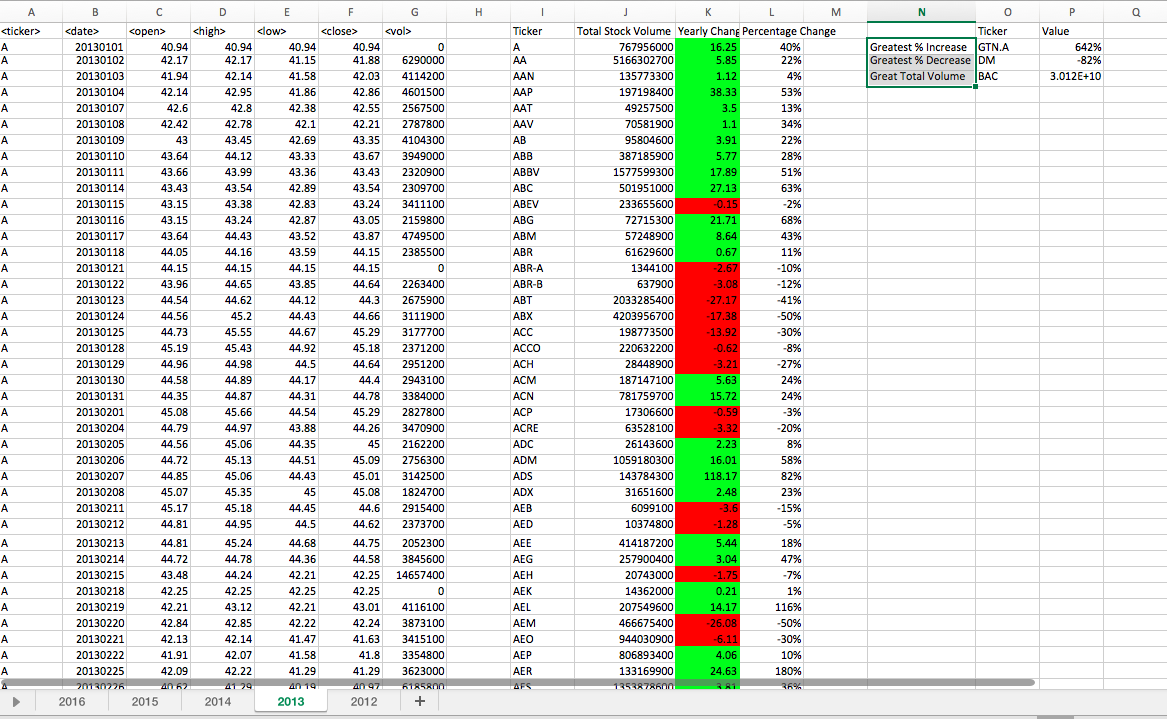 A B C D E F G H I J K L M N O P Q
<ticker> <date> <open> <high> <low> <close> <vol> Ticker Total Stock Volume Yearly Chang Percentage Change Ticker Value
A 20130101 40.94 40.94 40.94 40.94 0 A 767956000 16.25 40% Greatest % Increase GTN.A 642%
A 20130102 42.17 42.17 41.15 41.88 6290000 AA 5166302700 5.85 22% Greatest % Decrease DM -82%
A 20130103 41.94 42.14 41.58 42.03 4114200 AAN 135773300 1.12 4% Great Total Volume BAC 3.012E+10
A 20130104 42.14 42.95 41.86 42.86 4601500 AAP 197198400 38.33 53%
A 20130107 42.6 42.8 42.38 42.55 2567500 AAT 49257500 3.5 13%
A 20130108 42.42 42.78 42.1 42.21 2787800 AAV 70581900 1.1 34%
A 20130109 43 43.45 42.69 43.35 4104300 AB 95804600 3.91 22%
A 20130110 43.64 44.12 43.33 43.67 3949000 ABB 387185900 5.77 28%
A 20130111 43.66 43.99 43.36 43.43 2320900 ABBV 1577599300 17.89 51%
A 20130114 43.43 43.54 42.89 43.54 2309700 ABC 501951000 27.13 63%
A 20130115 43.15 43.38 42.83 43.24 3411100 ABEV 233655600 -0.15 -2%
A 20130116 43.15 43.24 42.87 43.05 2159800 ABG 72715300 21.71 68%
A 20130117 43.64 44.43 43.52 43.87 4749500 ABM 57248900 8.64 43%
A 20130118 44.05 44.16 43.59 44.15 2385500 ABR 61629600 0.67 11%
A 20130121 44.15 44.15 44.15 44.15 0 ABR-A 1344100 -2.67 -10%
A 20130122 43.96 44.65 43.85 44.64 2263400 ABR-B 637900 -3.08 -12%
A 20130123 44.54 44.62 44.12 44.3 2675900 ABT 2033285400 -27.17 -41%
A 20130124 44.56 45.2 44.43 44.66 3111900 ABX 4203956700 -17.38 -50%
A 20130125 44.73 45.55 44.67 45.29 3177700 ACC 198773500 -13.92 -30%
A 20130128 45.19 45.43 44.92 45.18 2371200 ACCO 220632200 -0.62 -8%
A 20130129 44.96 44.98 44.5 44.64 2951200 ACH 28448900 -3.21 -27%
A 20130130 44.58 44.89 44.17 44.4 2943100 ACM 187147100 5.63 24%
A 20130131 44.35 44.87 44.31 44.78 3384000 ACN 781759700 15.72 24%
A 20130201 45.08 45.66 44.54 45.29 2827800 ACP 17306600 -0.59 -3%
A 20130204 44.79 44.97 43.88 44.26 3470900 ACRE 63528100 -3.32 -20%
A 20130205 44.56 45.06 44.35 45 2162200 ADC 26143600 2.23 8%
A 20130206 44.72 45.13 44.51 45.09 2756300 ADM 1059180300 16.01 58%
A 20130207 44.85 45.06 44.43 45.01 3142500 ADS 143784300 118.17 82%
A 20130208 45.07 45.35 45 45.08 1824700 ADX 31651600 2.48 23%
A 20130211 45.17 45.18 44.45 44.6 2915400 AEB 6099100 -3.6 -15%
A 20130212 44.81 44.95 44.5 44.62 2373700 AED 10374800 -1.28 -5%
A 20130213 44.81 45.24 44.68 44.75 2052300 AEE 414187200 5.44 18%
A 20130214 44.72 44.78 44.36 44.58 3845600 AEG 257900400 3.04 47%
A 20130215 43.48 44.24 42.21 42.25 14657400 AEH 20743000 -1.75 -7%
A 20130218 42.25 42.25 42.25 42.25 0 AEK 14362000 0.21 1%
A 20130219 42.21 43.12 42.21 43.01 4116100 AEL 207549600 14.17 116%
A 20130220 42.84 42.85 42.22 42.24 3873100 AEM 466675400 -26.08 -50%
A 20130221 42.13 42.14 41.47 41.63 3415100 AEO 944030900 -6.11 -30%
A 20130222 41.91 42.07 41.58 41.8 3354800 AEP 806893400 4.06 10%
A 20130225 42.09 42.22 41.29 41.29 3623000 AER 133169900 24.63 180%
A 20130226 40.62 41.29 40.19 40.97 6185800 AES 1353878600 3.81 36%
2016 2015 2014 2013 2012 +